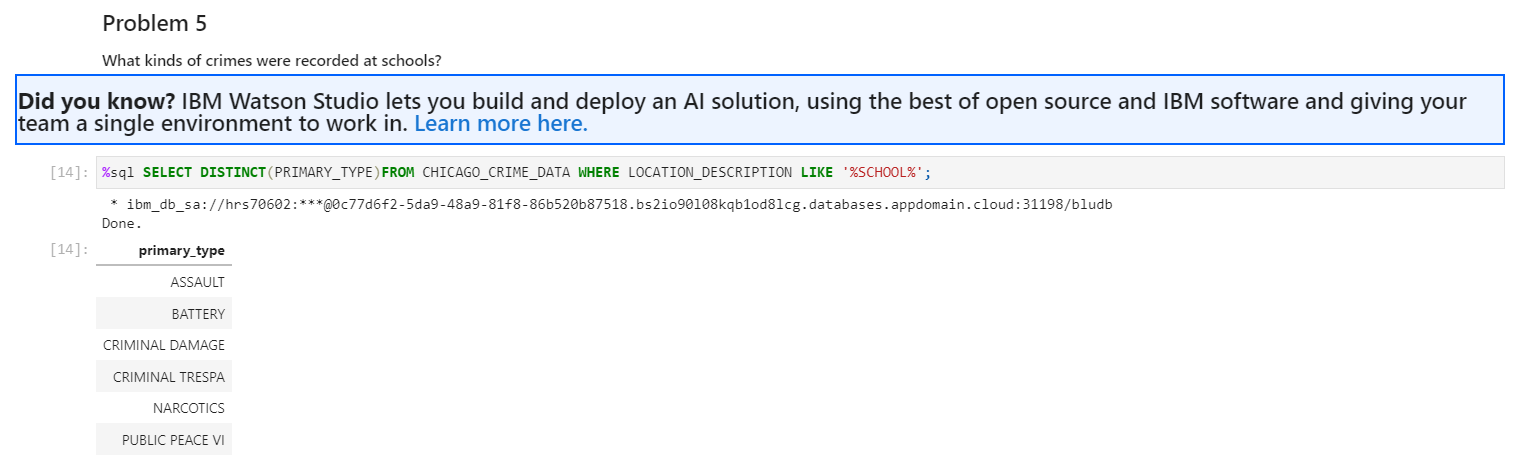 Problem 5
What kinds of crimes were recorded at schools?
Did you know? IBM Watson Studio lets you build and deploy an AI solution, using the best of open source and IBM software and giving your
team a single environment to work in. Learn more here.
[14]: %sql SELECT DISTINCT(PRIMARY_TYPE)FROM CHICAGO_CRIME_DATA WHERE LOCATION_DESCRIPTION LIKE '%SCHOOL%';
* ibm_db_sa://hrs70602:***@0c77d6f2-5da9-48a9-81f8-86b520b87518.bs2io90l08kqb1od8lcg.databases.appdomain.cloud:31198/bludb
Done.
[14]: primary_type
ASSAULT
BATTERY
CRIMINAL DAMAGE
CRIMINAL TRESPA
NARCOTICS
PUBLIC PEACE VI